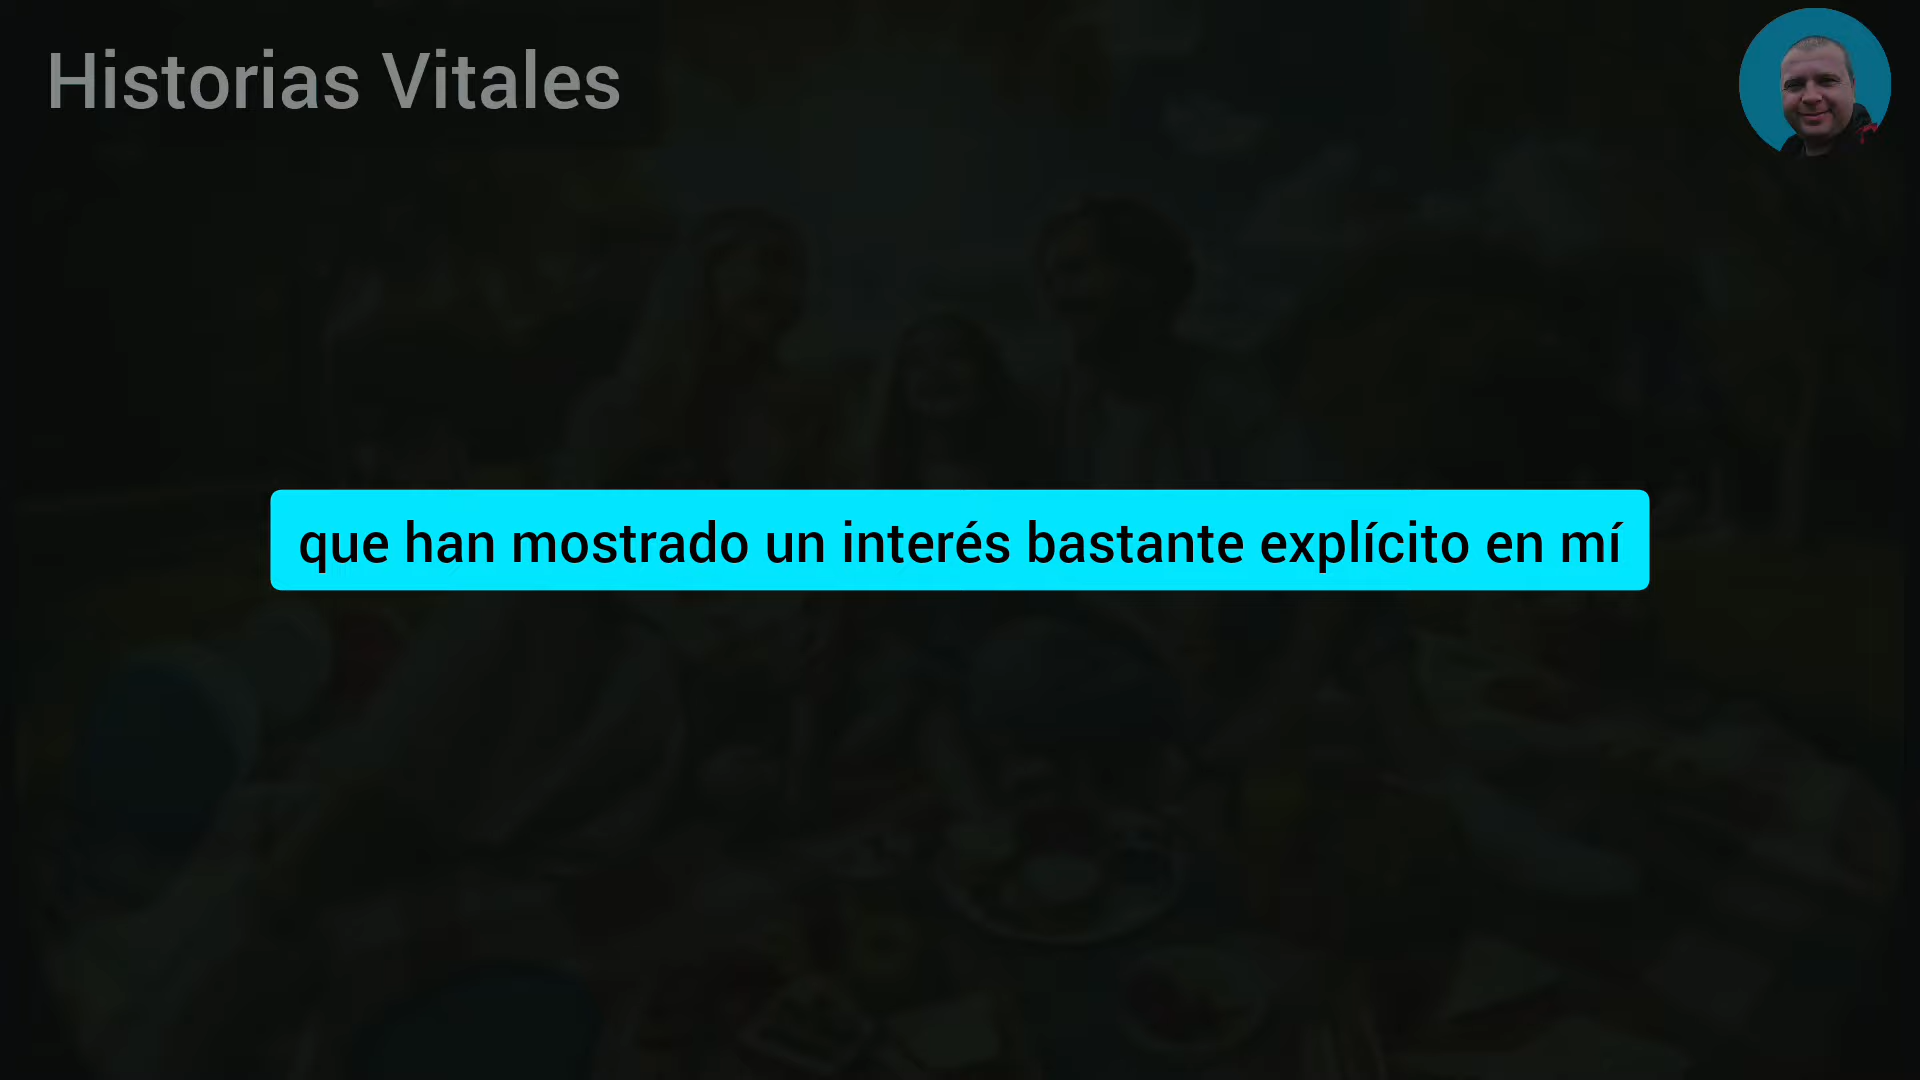 Historias Vitales
que han mostrado un interés bastante explícito en mí